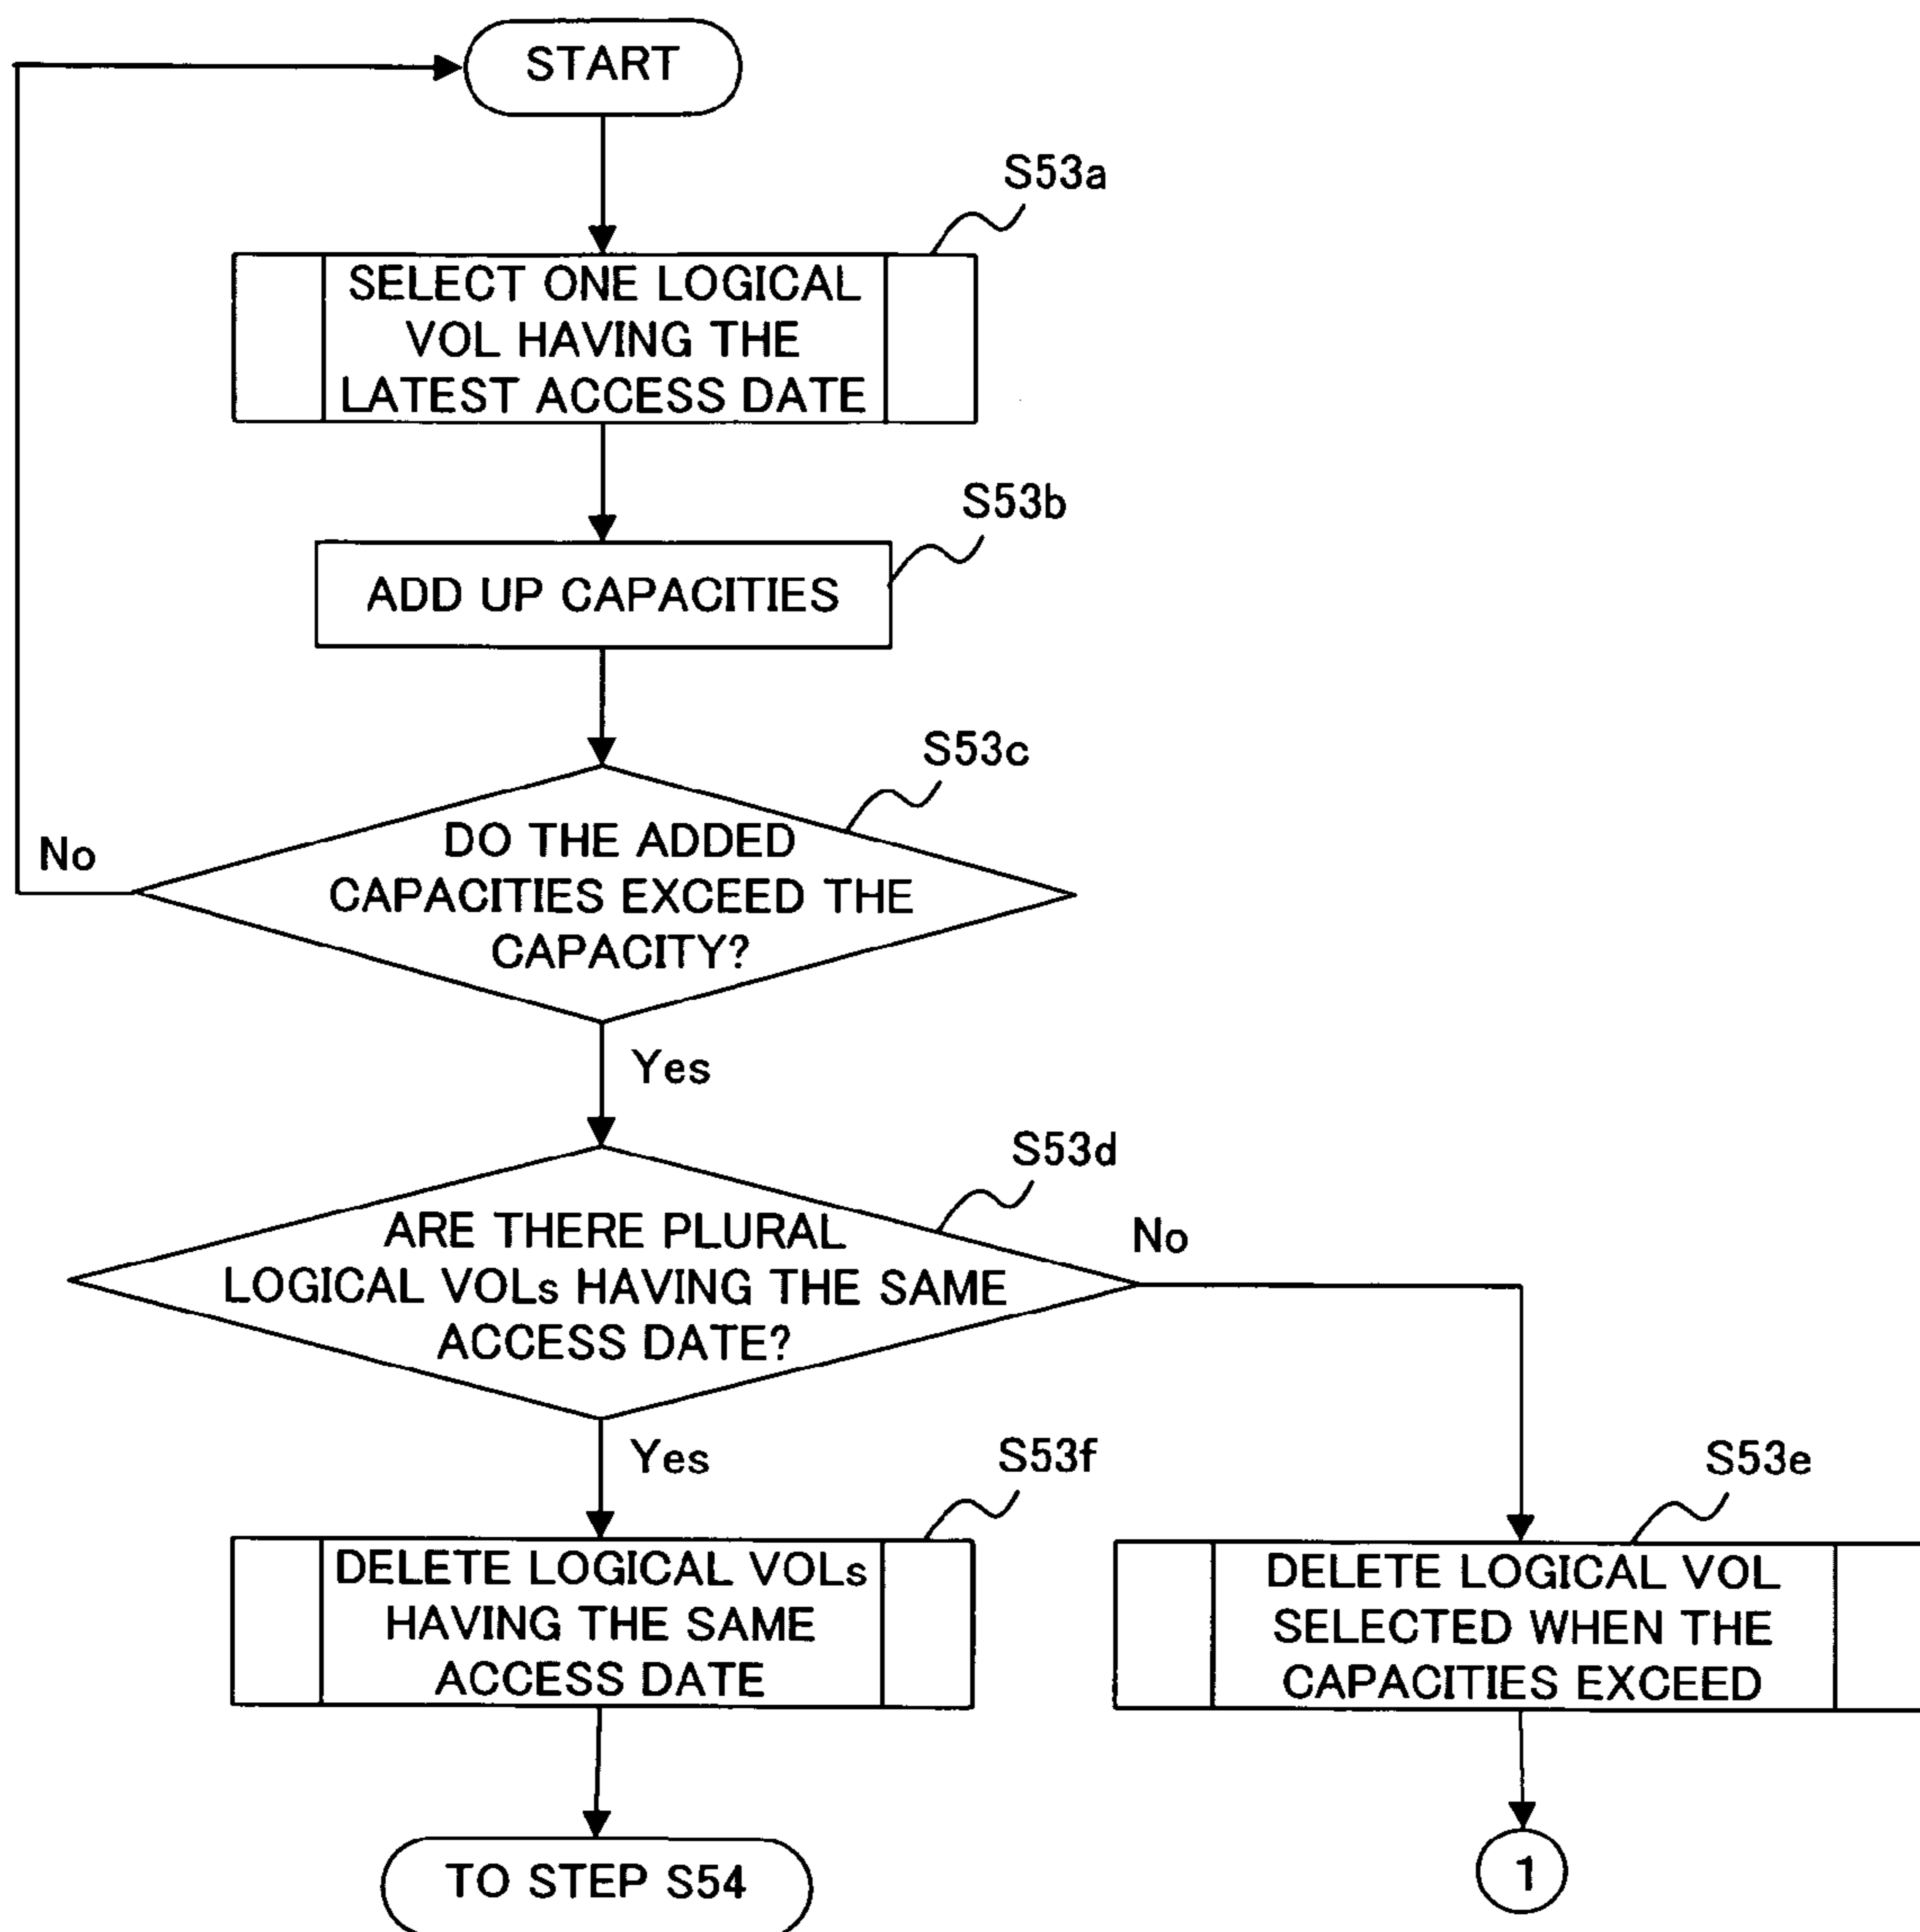 START
S53a
SELECT ONE LOGICAL
VOL HAVING THE
LATEST ACCESS DATE
S53b
ADD UP CAPACITIES
S53c
DO THE ADDED
CAPACITIES EXCEED THE
CAPACITY?
No
Yes
S53d
ARE THERE PLURAL
LOGICAL VOLs HAVING THE SAME
ACCESS DATE?
No
Yes
S53f
DELETE LOGICAL VOLs
HAVING THE SAME
ACCESS DATE
S53e
DELETE LOGICAL VOL
SELECTED WHEN THE
CAPACITIES EXCEED
TO STEP S54
1